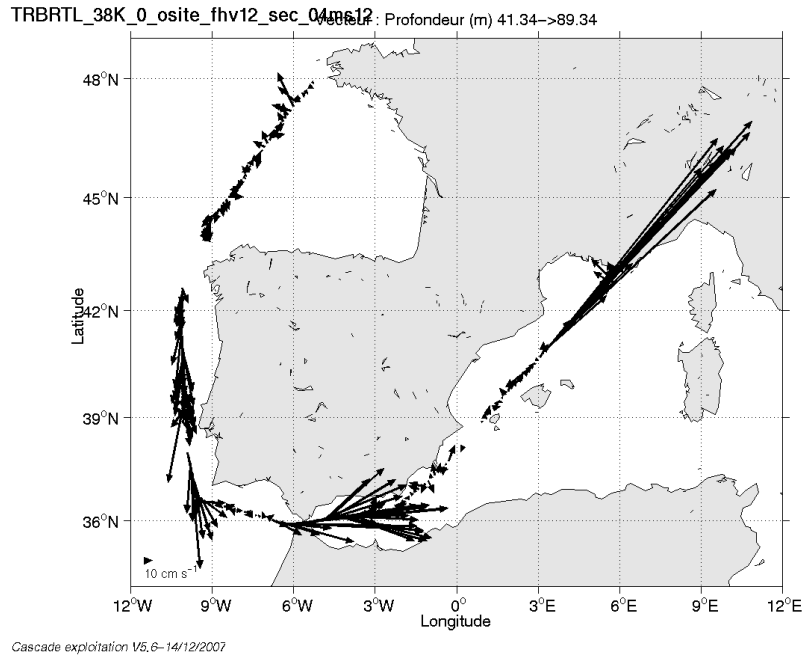 TRBRTL_38K_0_osite_fhv12_sec_04ms12
Vecteur : Profondeur (m) 41.34−>89.34
48°N
45°N
42°N
39°N
36°N
Latitude
10 cm s⁻¹
12°W 9°W 6°W 3°W 0° 3°E 6°E 9°E 12°E
Longitude
Cascade exploitation V5.6−14/12/2007